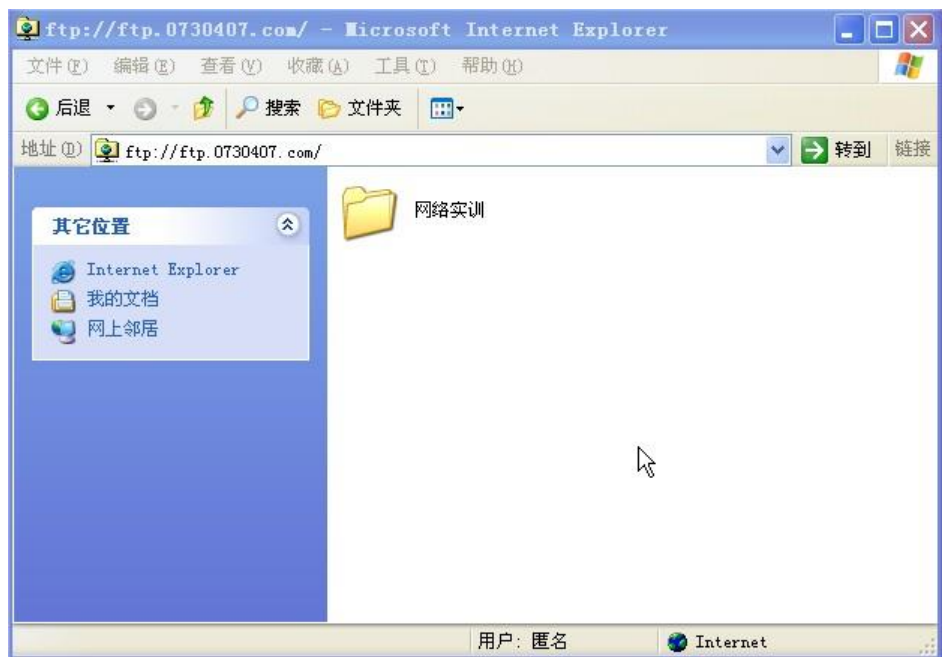 ftp://ftp.0730407.com/ - Microsoft Internet Explorer
文件(F) 编辑(E) 查看(V) 收藏(A) 工具(T) 帮助(H)
后退 搜索 文件夹
地址(D) ftp://ftp.0730407.com/ 转到 链接
其它位置
Internet Explorer
我的文档
网上邻居
网络实训
用户: 匿名 Internet